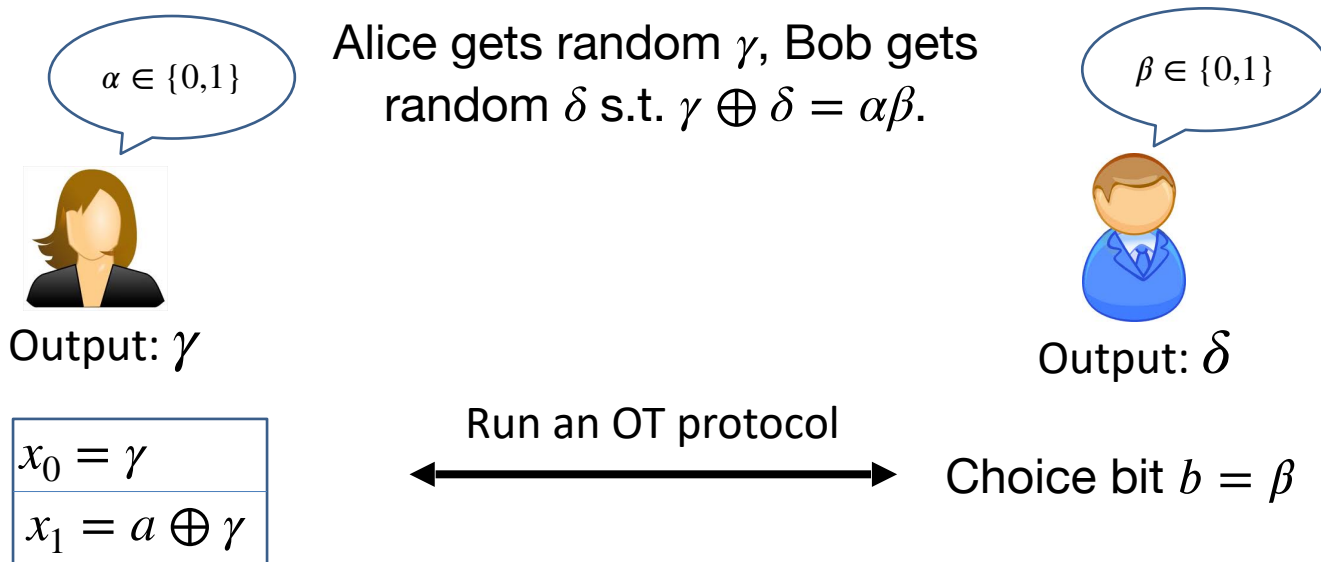 α ∈ {0,1}
Alice gets random γ, Bob gets
random δ s.t. γ ⊕ δ = αβ.
β ∈ {0,1}
Output: γ
Output: δ
Run an OT protocol
x₀ = γ
x₁ = a ⊕ γ
Choice bit b = β